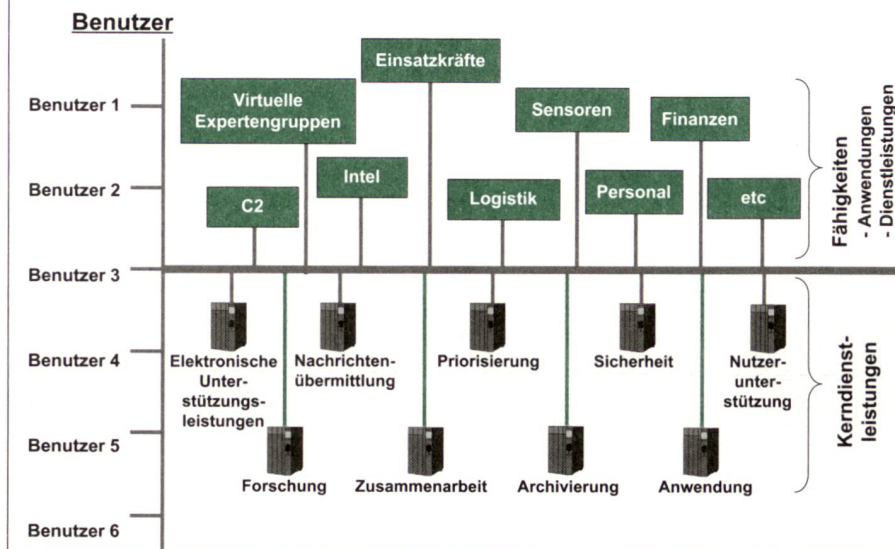 Benutzer
Benutzer 1
Benutzer 2
Benutzer 3
Benutzer 4
Benutzer 5
Benutzer 6
Einsatzkräfte
Virtuelle
Expertengruppen
Sensoren
Finanzen
Intel
C2
Logistik
Personal
etc
Fähigkeiten
- Anwendungen
- Dienstleistungen
Elektronische
Unter-
stützungs-
leistungen
Nachrichten-
übermittlung
Priorisierung
Sicherheit
Nutzer-
unter-
stützung
Forschung
Zusammenarbeit
Archivierung
Anwendung
Kerndienst-
leistungen